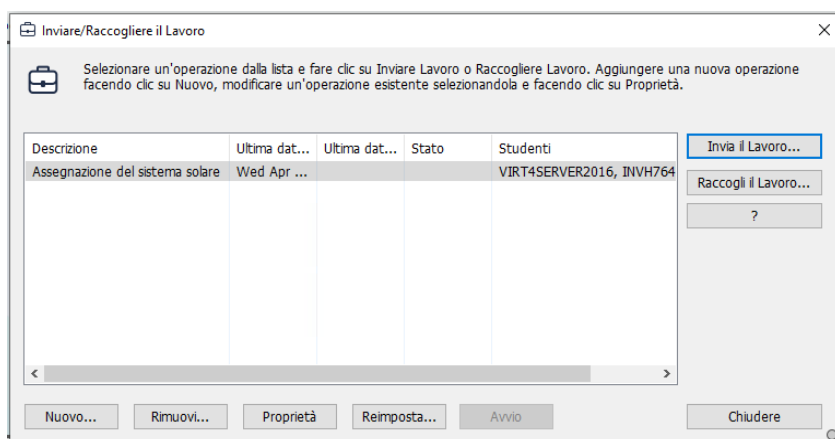 Inviare/Raccogliere il Lavoro
Selezionare un'operazione dalla lista e fare clic su Inviare Lavoro o Raccogliere Lavoro. Aggiungere una nuova operazione
facendo clic su Nuovo, modificare un'operazione esistente selezionandola e facendo clic su Proprietà.
Descrizione Ultima dat... Ultima dat... Stato Studenti
Assegnazione del sistema solare Wed Apr ... VIRT4SERVER2016, INVH764
Invia il Lavoro...
Raccogli il Lavoro...
?
Nuovo... Rimuovi... Proprietà Reimposta... Avvio Chiudere